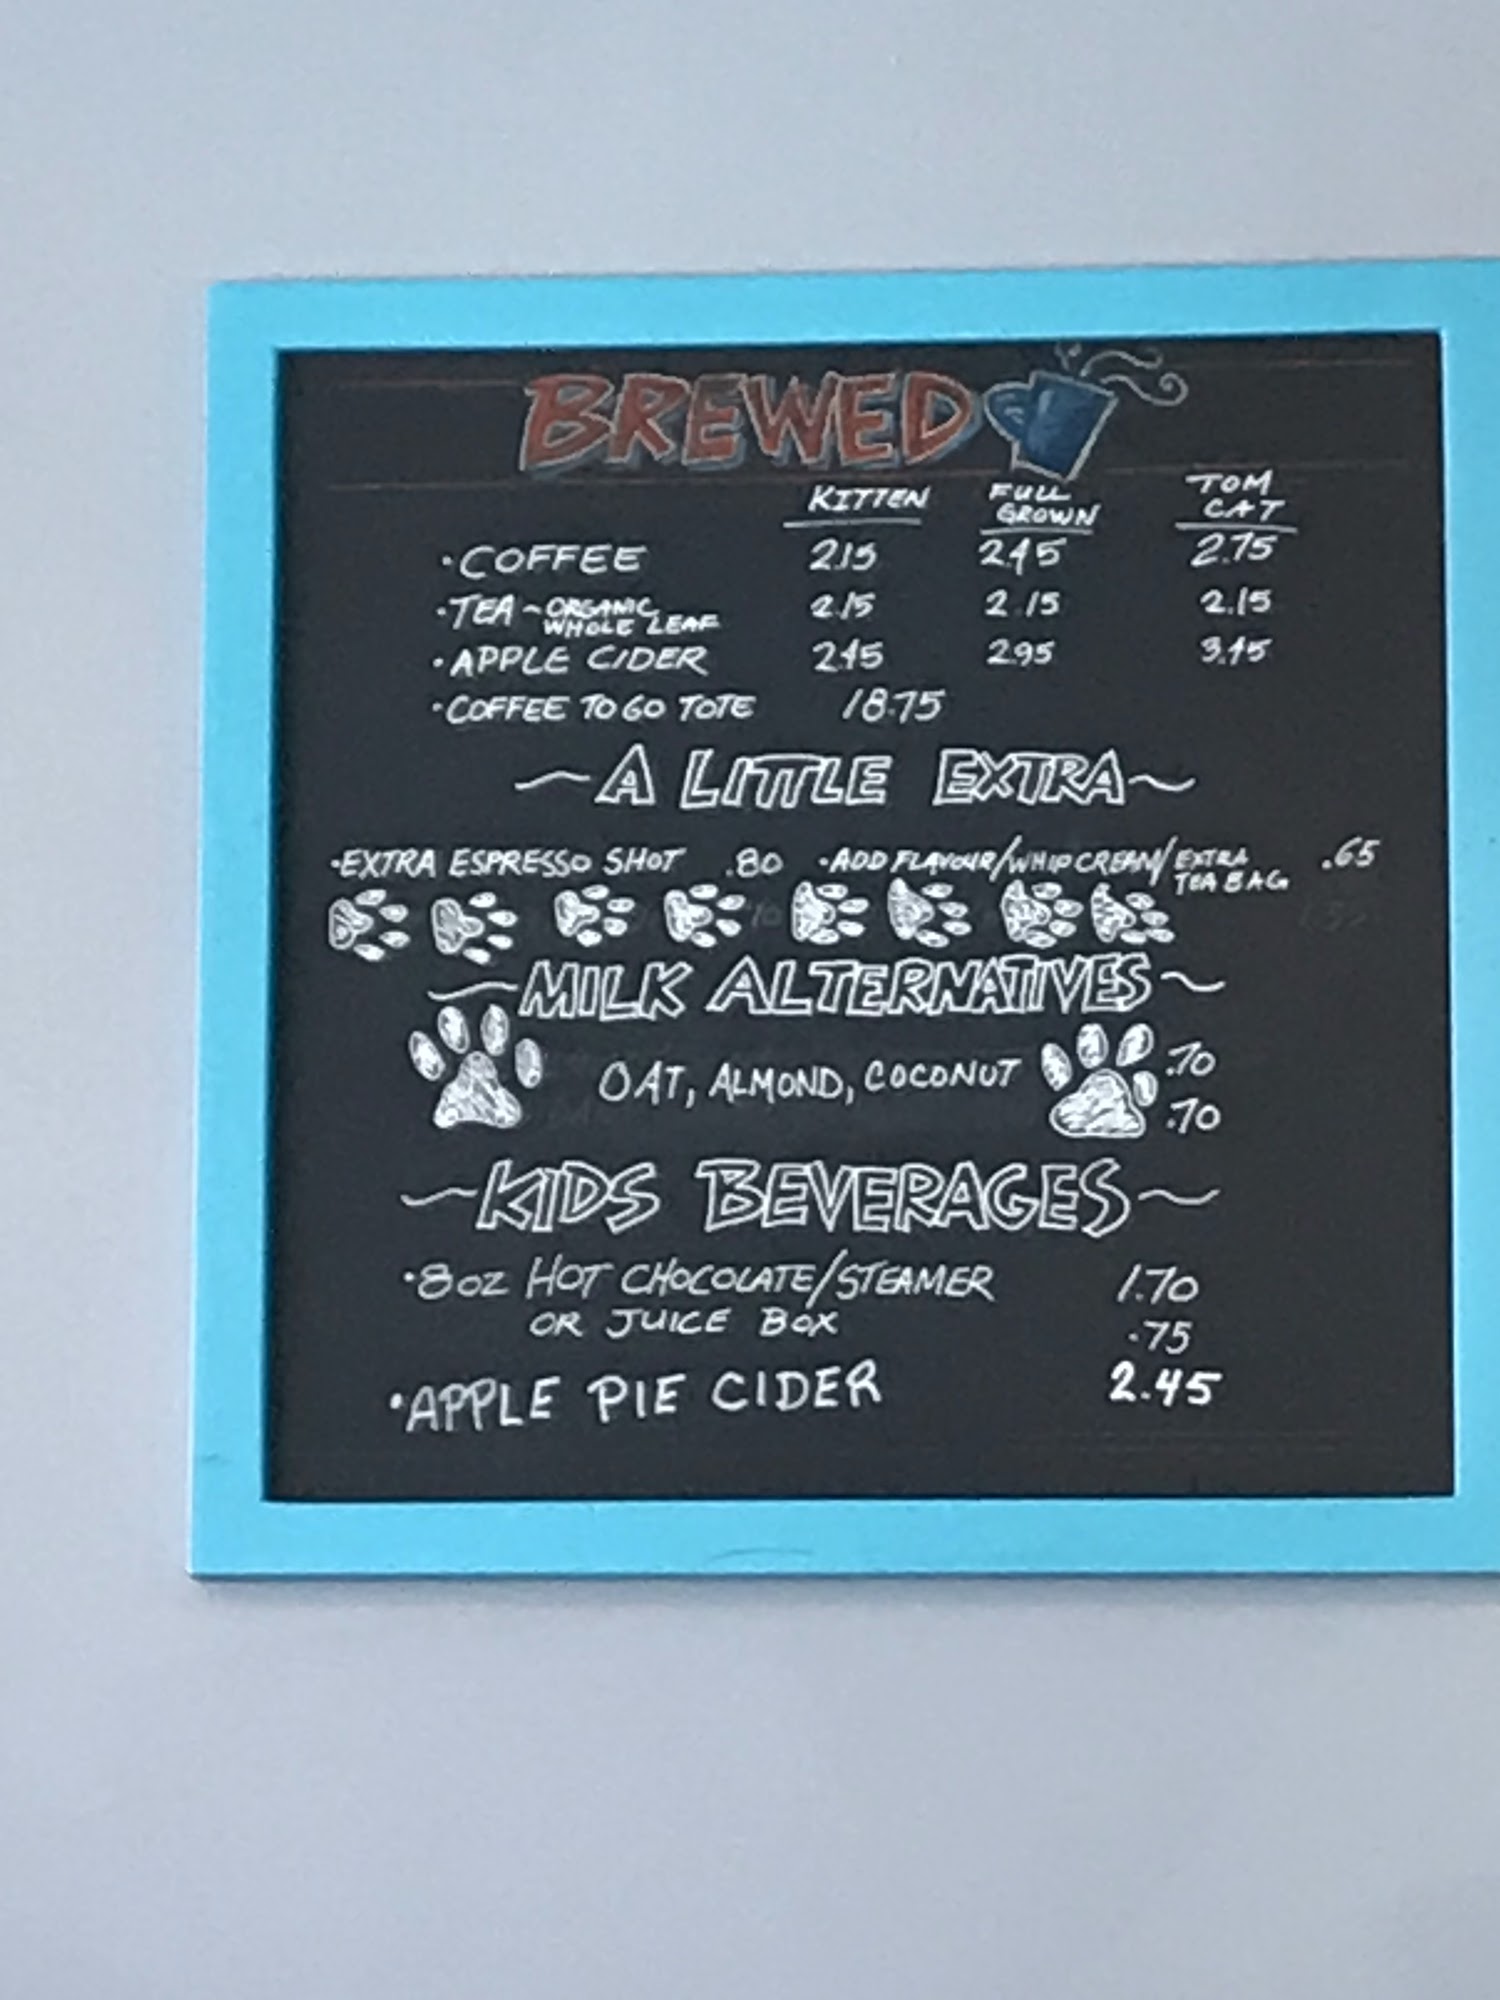 BREWED
KITTEN FULL GROWN TOM CAT
·COFFEE 2.15 2.45 2.75
·TEA ~ ORGANIC WHOLE LEAF 2.15 2.15 2.15
·APPLE CIDER 2.45 2.95 3.45
·COFFEE TO GO TOTE 18.75
~A LITTLE EXTRA~
·EXTRA ESPRESSO SHOT .80 ·ADD FLAVOUR/WHIP CREAM/EXTRA TEA BAG .65
~MILK ALTERNATIVES~
OAT, ALMOND, COCONUT .70
.70
~KIDS BEVERAGES~
·8oz HOT CHOCOLATE/STEAMER 1.70
OR JUICE BOX .75
·APPLE PIE CIDER 2.45